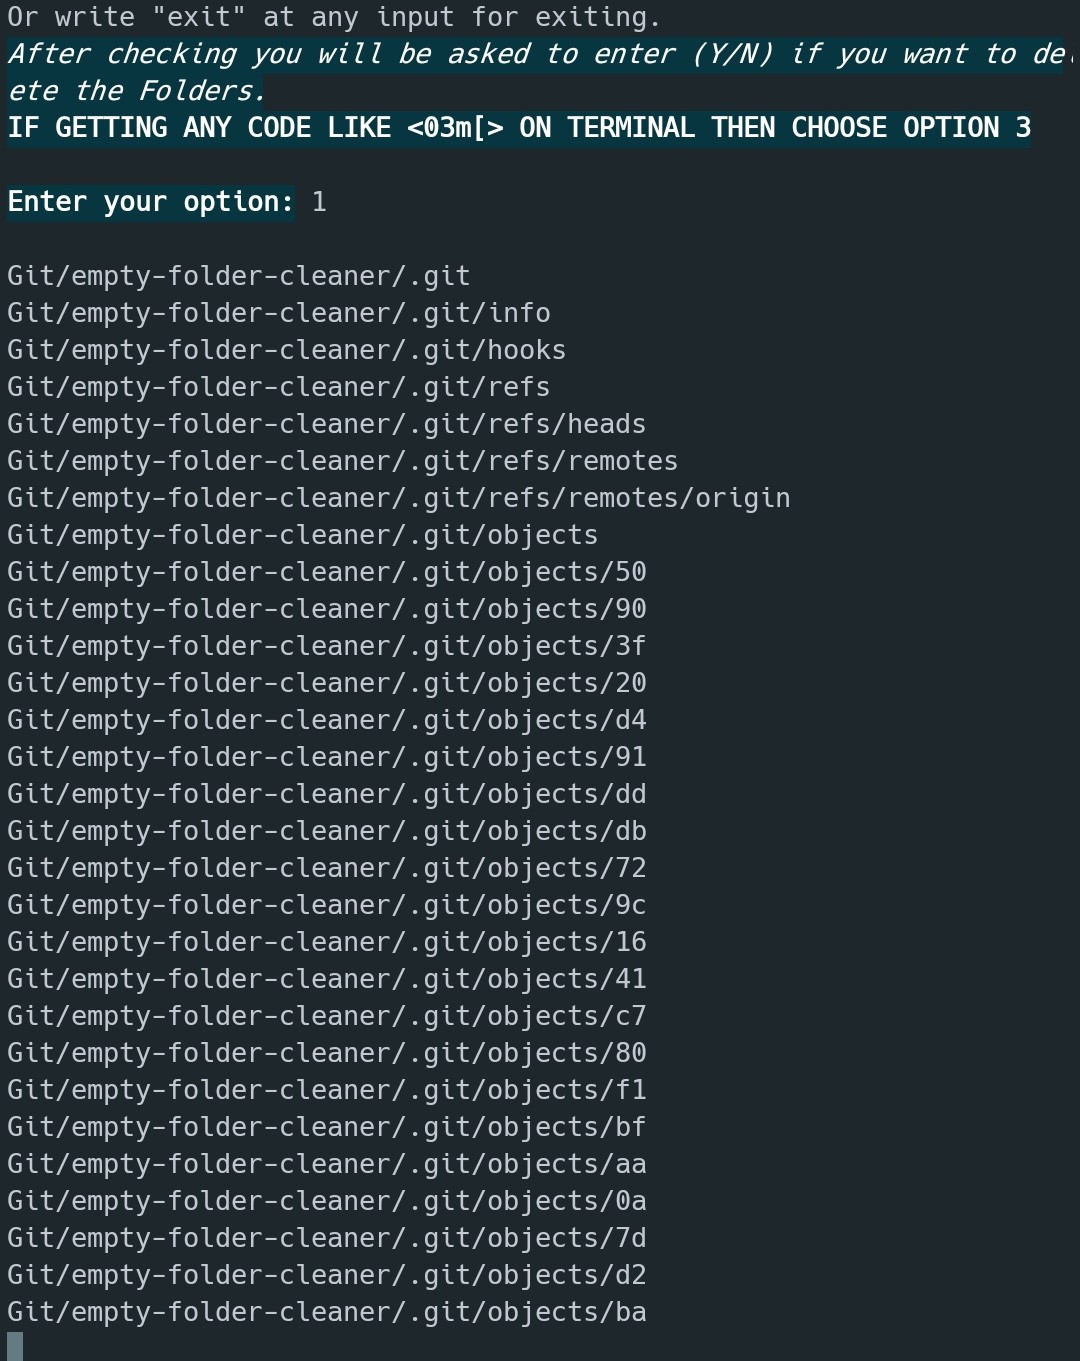 Or write "exit" at any input for exiting.
After checking you will be asked to enter (Y/N) if you want to del
ete the Folders.
IF GETTING ANY CODE LIKE <03m[> ON TERMINAL THEN CHOOSE OPTION 3
Enter your option: 1
Git/empty-folder-cleaner/.git
Git/empty-folder-cleaner/.git/info
Git/empty-folder-cleaner/.git/hooks
Git/empty-folder-cleaner/.git/refs
Git/empty-folder-cleaner/.git/refs/heads
Git/empty-folder-cleaner/.git/refs/remotes
Git/empty-folder-cleaner/.git/refs/remotes/origin
Git/empty-folder-cleaner/.git/objects
Git/empty-folder-cleaner/.git/objects/50
Git/empty-folder-cleaner/.git/objects/90
Git/empty-folder-cleaner/.git/objects/3f
Git/empty-folder-cleaner/.git/objects/20
Git/empty-folder-cleaner/.git/objects/d4
Git/empty-folder-cleaner/.git/objects/91
Git/empty-folder-cleaner/.git/objects/dd
Git/empty-folder-cleaner/.git/objects/db
Git/empty-folder-cleaner/.git/objects/72
Git/empty-folder-cleaner/.git/objects/9c
Git/empty-folder-cleaner/.git/objects/16
Git/empty-folder-cleaner/.git/objects/41
Git/empty-folder-cleaner/.git/objects/c7
Git/empty-folder-cleaner/.git/objects/80
Git/empty-folder-cleaner/.git/objects/f1
Git/empty-folder-cleaner/.git/objects/bf
Git/empty-folder-cleaner/.git/objects/aa
Git/empty-folder-cleaner/.git/objects/0a
Git/empty-folder-cleaner/.git/objects/7d
Git/empty-folder-cleaner/.git/objects/d2
Git/empty-folder-cleaner/.git/objects/ba